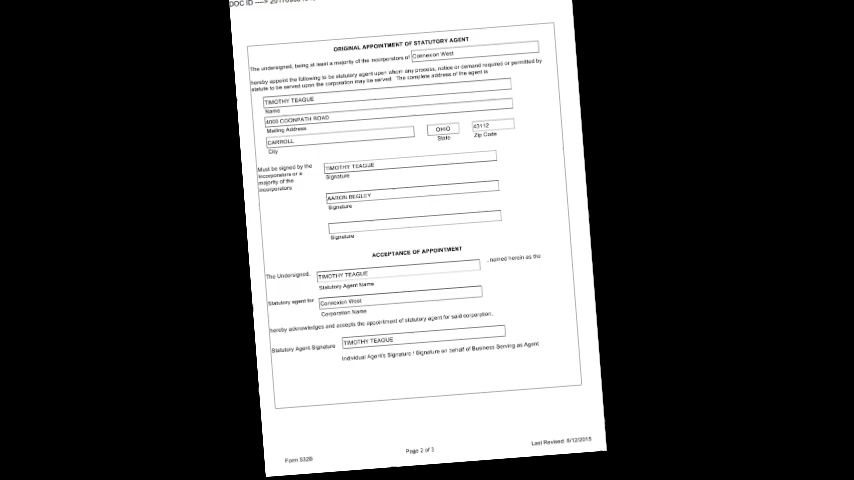 DOC ID ---->
ORIGINAL APPOINTMENT OF STATUTORY AGENT
The undersigned, being at least a majority of the incorporators of Connexion West
hereby appoint the following to be statutory agent upon whom any process, notice or demand required or permitted by
statute to be served upon the corporation may be served. The complete address of the agent is
TIMOTHY TEAGUE
Name
4000 COONPATH ROAD
Mailing Address
CARROLL OHIO 43112
City State Zip Code
Must be signed by the
incorporators or a
majority of the
incorporators
TIMOTHY TEAGUE
Signature
AARON BEGLEY
Signature
Signature
ACCEPTANCE OF APPOINTMENT
The Undersigned, TIMOTHY TEAGUE , named herein as the
Statutory Agent Name
Statutory agent for Connexion West
Corporation Name
hereby acknowledges and accepts the appointment of statutory agent for said corporation.
Statutory Agent Signature TIMOTHY TEAGUE
Individual Agent's Signature / Signature on behalf of Business Serving as Agent
Form 532B Page 2 of 3 Last Revised: 8/12/2015